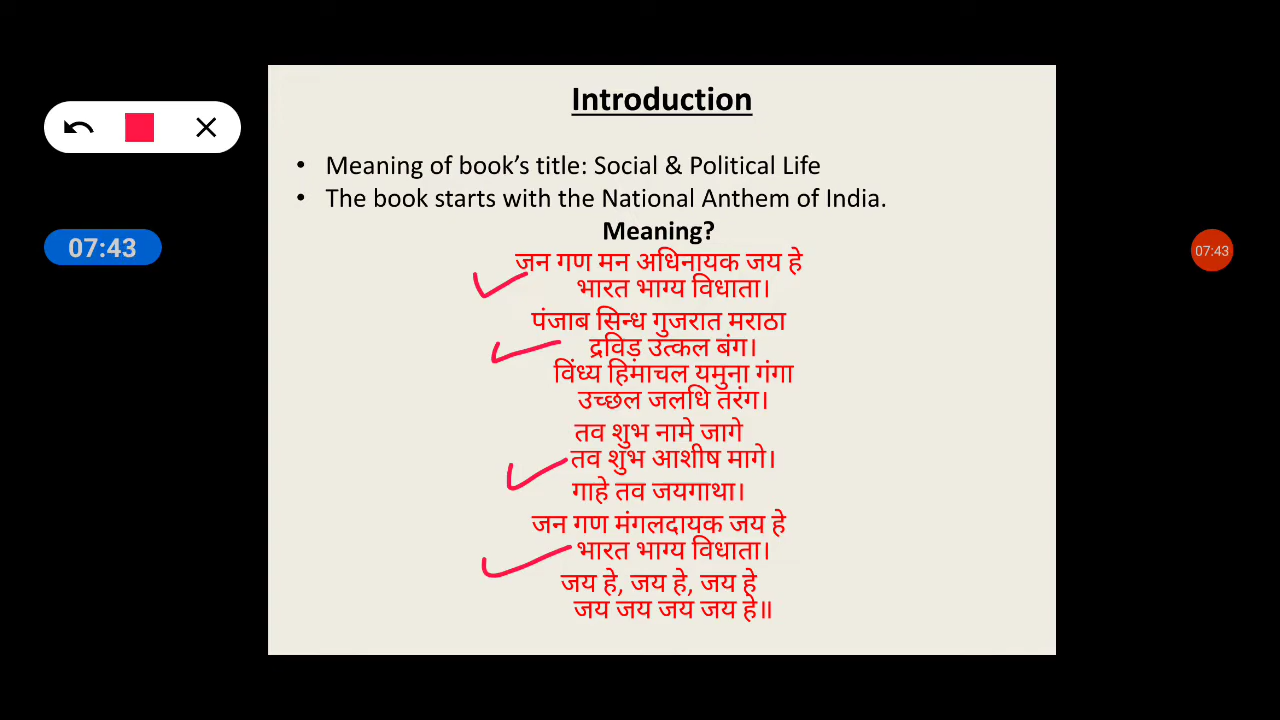 Introduction
• Meaning of book's title: Social & Political Life
• The book starts with the National Anthem of India.
Meaning?
जन गण मन अधिनायक जय हे
भारत भाग्य विधाता।
पंजाब सिन्ध गुजरात मराठा
द्रविड़ उत्कल बंग।
विंध्य हिमाचल यमुना गंगा
उच्छल जलधि तरंग।
तव शुभ नामे जागे
तव शुभ आशीष मागे।
गाहे तव जयगाथा।
जन गण मंगलदायक जय हे
भारत भाग्य विधाता।
जय हे, जय हे, जय हे
जय जय जय जय हे॥
07:43
07:43